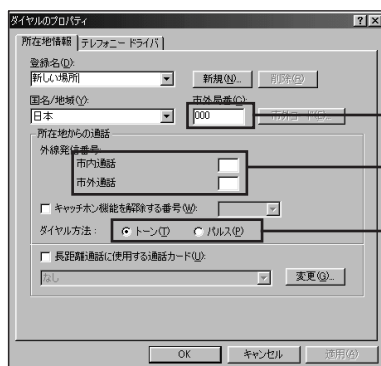 ダイヤルのプロパティ
所在地情報 テレフォニー ドライバ
登録名(D):
新しい場所 新規(N)... 削除(R)
国名/地域(Y): 市外局番(C):
日本 000
所在地からの通話
外線発信番号:
市内通話
市外通話
キャッチホン機能を解除する番号(W):
ダイヤル方法: トーン(T) パルス(P)
長距離通話に使用する通話カード(U):
なし 変更(G)...
OK キャンセル 適用(A)